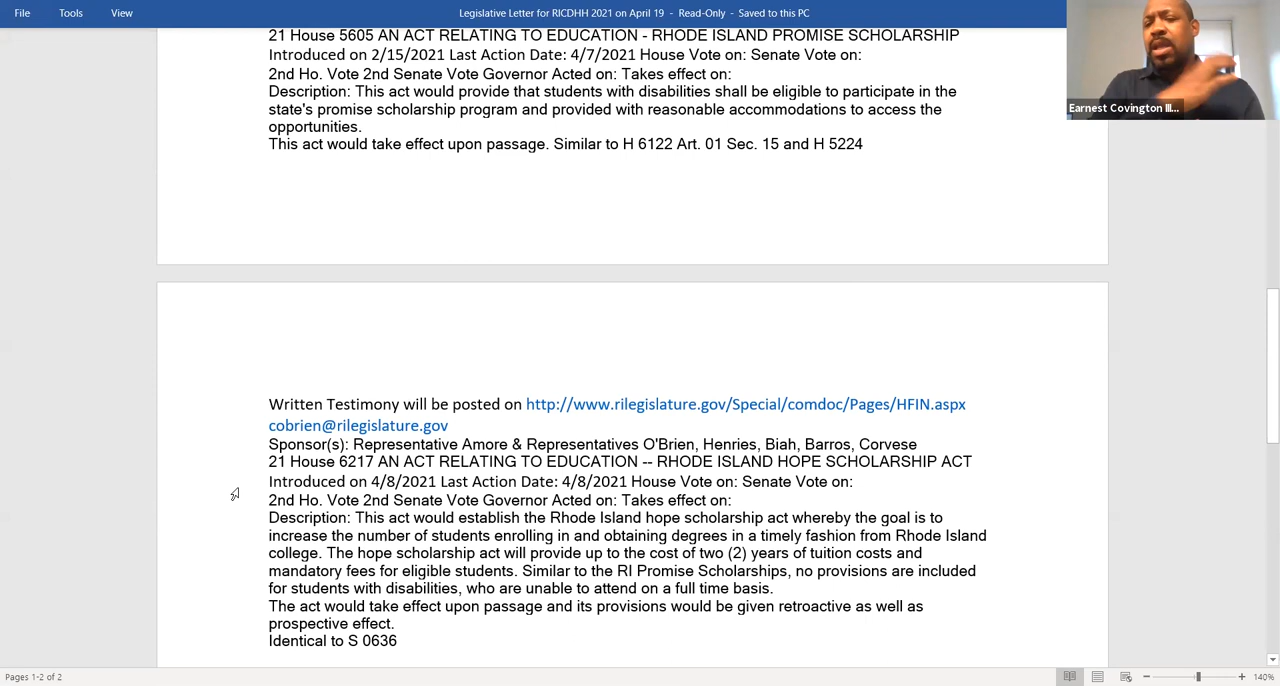 File Tools View Legislative Letter for RICDHH 2021 on April 19 - Read-Only - Saved to this PC
21 House 5605 AN ACT RELATING TO EDUCATION - RHODE ISLAND PROMISE SCHOLARSHIP
Introduced on 2/15/2021 Last Action Date: 4/7/2021 House Vote on: Senate Vote on:
2nd Ho. Vote 2nd Senate Vote Governor Acted on: Takes effect on:
Description: This act would provide that students with disabilities shall be eligible to participate in the
state's promise scholarship program and provided with reasonable accommodations to access the
opportunities.
This act would take effect upon passage. Similar to H 6122 Art. 01 Sec. 15 and H 5224
Earnest Covington III...
Written Testimony will be posted on http://www.rilegislature.gov/Special/comdoc/Pages/HFIN.aspx
cobrien@rilegislature.gov
Sponsor(s): Representative Amore & Representatives O'Brien, Henries, Biah, Barros, Corvese
21 House 6217 AN ACT RELATING TO EDUCATION -- RHODE ISLAND HOPE SCHOLARSHIP ACT
Introduced on 4/8/2021 Last Action Date: 4/8/2021 House Vote on: Senate Vote on:
2nd Ho. Vote 2nd Senate Vote Governor Acted on: Takes effect on:
Description: This act would establish the Rhode Island hope scholarship act whereby the goal is to
increase the number of students enrolling in and obtaining degrees in a timely fashion from Rhode Island
college. The hope scholarship act will provide up to the cost of two (2) years of tuition costs and
mandatory fees for eligible students. Similar to the RI Promise Scholarships, no provisions are included
for students with disabilities, who are unable to attend on a full time basis.
The act would take effect upon passage and its provisions would be given retroactive as well as
prospective effect.
Identical to S 0636
Pages 1-2 of 2 140%